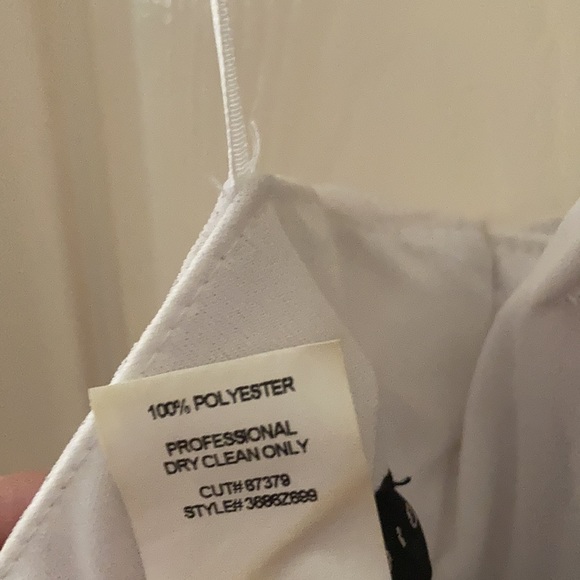 100% POLYESTER
PROFESSIONAL
DRY CLEAN ONLY
CUT# 67379
STYLE# 3686Z699